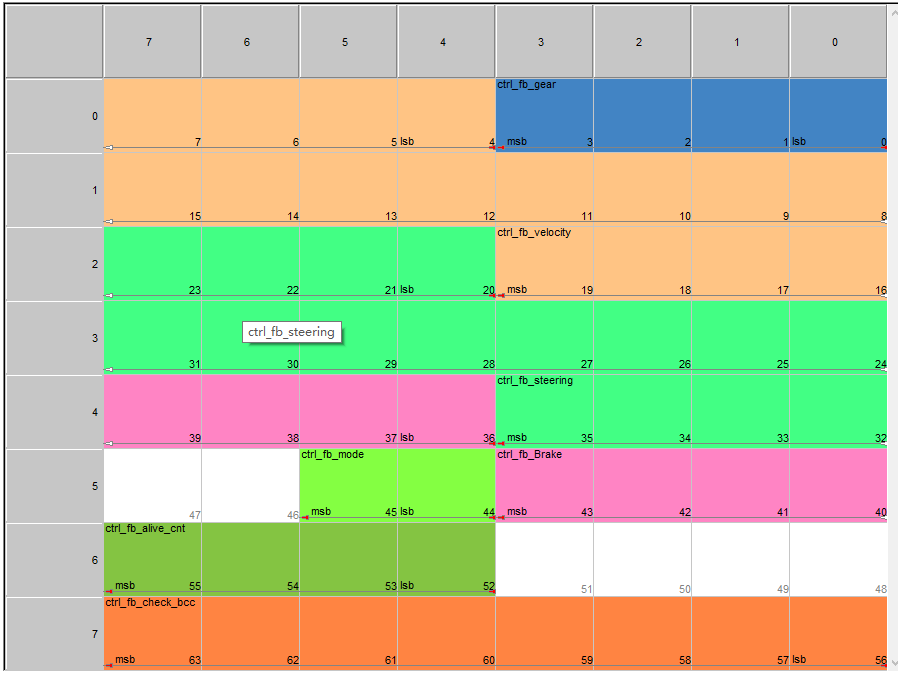 7 6 5 4 3 2 1 0
ctrl_fb_gear
0
7 6 5 lsb 4 msb 3 2 1 lsb 0
1
15 14 13 12 11 10 9 8
ctrl_fb_velocity
2
23 22 21 lsb 20 msb 19 18 17 16
3
ctrl_fb_steering
31 30 29 28 27 26 25 24
ctrl_fb_steering
4
39 38 37 lsb 36 msb 35 34 33 32
ctrl_fb_mode ctrl_fb_Brake
5
47 46 msb 45 lsb 44 msb 43 42 41 40
ctrl_fb_alive_cnt
6
msb 55 54 53 lsb 52 51 50 49 48
ctrl_fb_check_bcc
7
msb 63 62 61 60 59 58 57 lsb 56